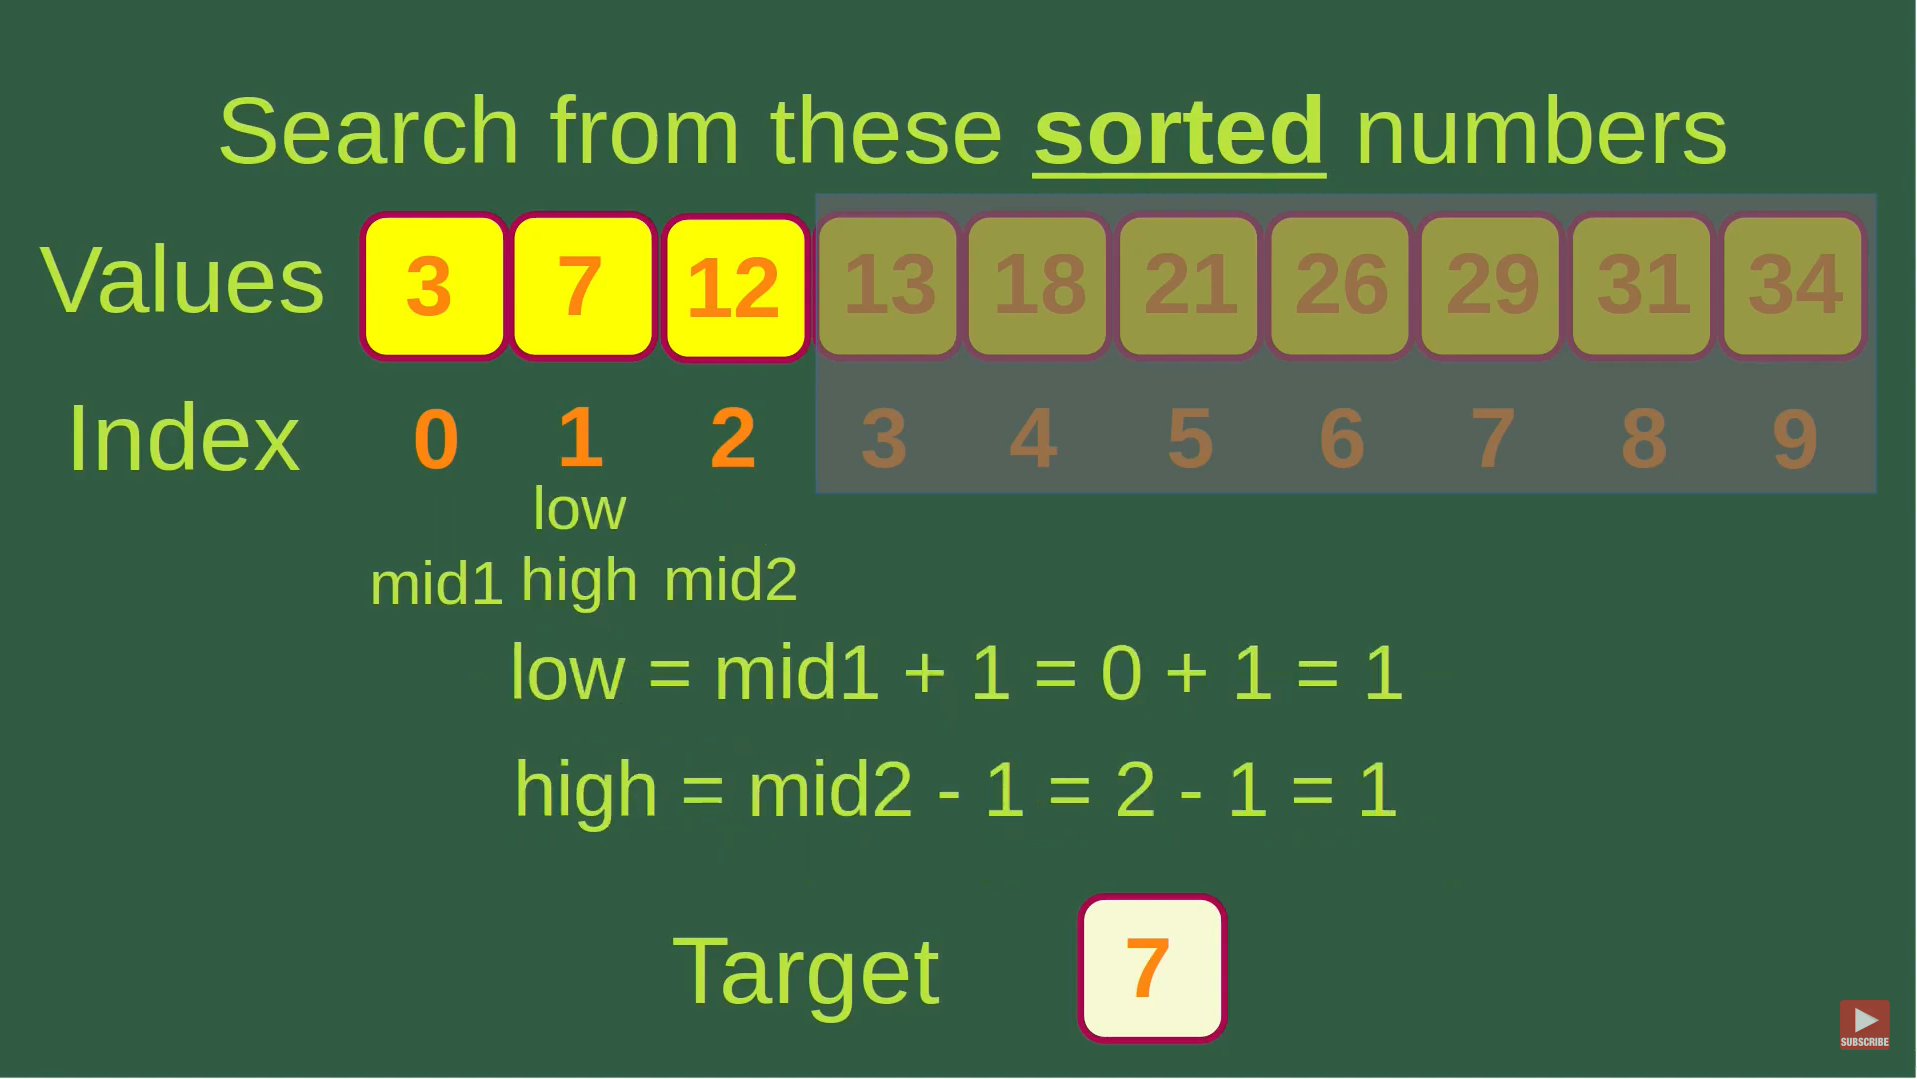 Search from these sorted numbers
Values 3 7 12 13 18 21 26 29 31 34
Index 0 1 2 3 4 5 6 7 8 9
low
mid1 high mid2
low = mid1 + 1 = 0 + 1 = 1
high = mid2 - 1 = 2 - 1 = 1
Target 7
SUBSCRIBE